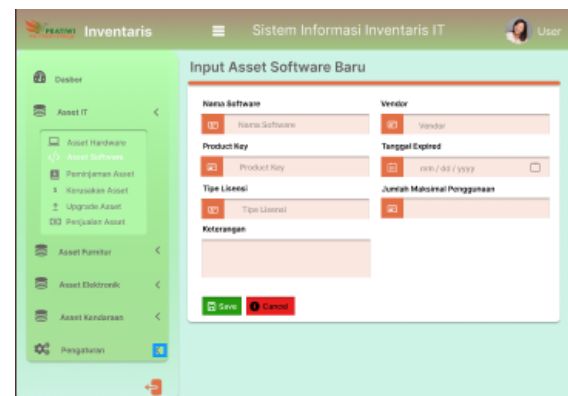 PRATIWI Inventaris
Sistem Informasi Inventaris IT
User
Dasbor
Asset IT
Asset Hardware
Asset Software
Peminjaman Asset
Kerusakan Asset
Upgrade Asset
Penjualan Asset
Asset Furnitur
Asset Elektronik
Asset Kendaraan
Pengaturan
Input Asset Software Baru
Nama Software
Vendor
Nama Software
Vendor
Product Key
Tanggal Expired
Product Key
mm / dd / yyyy
Tipe Lisensi
Jumlah Maksimal Penggunaan
Tipe Lisensi
Keterangan
Save
Cancel